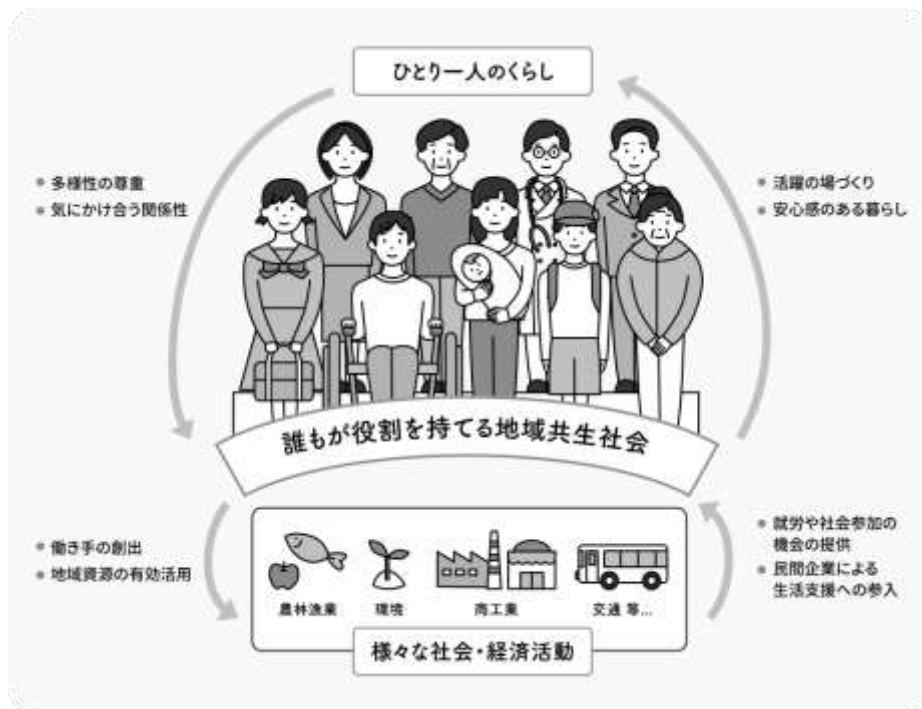 ひとり一人のくらし
● 多様性の尊重
● 気にかけ合う関係性
● 活躍の場づくり
● 安心感のある暮らし
誰もが役割を持てる地域共生社会
● 働き手の創出
● 地域資源の有効活用
● 就労や社会参加の
機会の提供
● 民間企業による
生活支援への参入
農林漁業
環境
商工業
交通 等…
様々な社会・経済活動